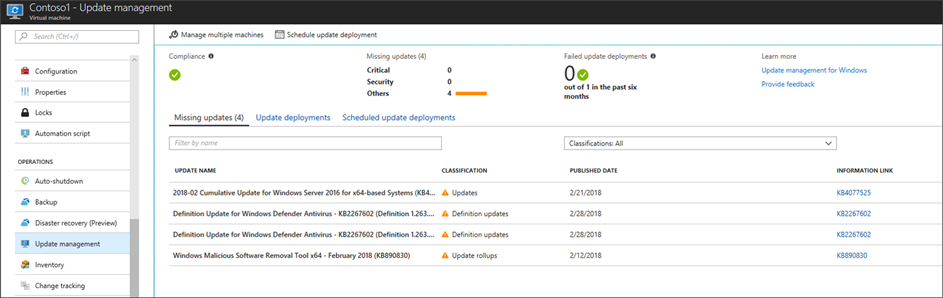 Contoso1 - Update management
Virtual machine
Search (Ctrl+/)
Configuration
Properties
Locks
Automation script
OPERATIONS
Auto-shutdown
Backup
Disaster recovery (Preview)
Update management
Inventory
Change tracking
Manage multiple machines Schedule update deployment
Compliance
Missing updates (4)
Critical 0
Security 0
Others 4
Failed update deployments
0
out of 1 in the past six
months
Learn more
Update management for Windows
Provide feedback
Missing updates (4) Update deployments Scheduled update deployments
Filter by name Classifications: All
UPDATE NAME CLASSIFICATION PUBLISHED DATE INFORMATION LINK
2018-02 Cumulative Update for Windows Server 2016 for x64-based Systems (KB4... Updates 2/21/2018 KB4077525
Definition Update for Windows Defender Antivirus - KB2267602 (Definition 1.263.... Definition updates 2/28/2018 KB2267602
Definition Update for Windows Defender Antivirus - KB2267602 (Definition 1.263.... Definition updates 2/28/2018 KB2267602
Windows Malicious Software Removal Tool x64 - February 2018 (KB890830) Update rollups 2/12/2018 KB890830